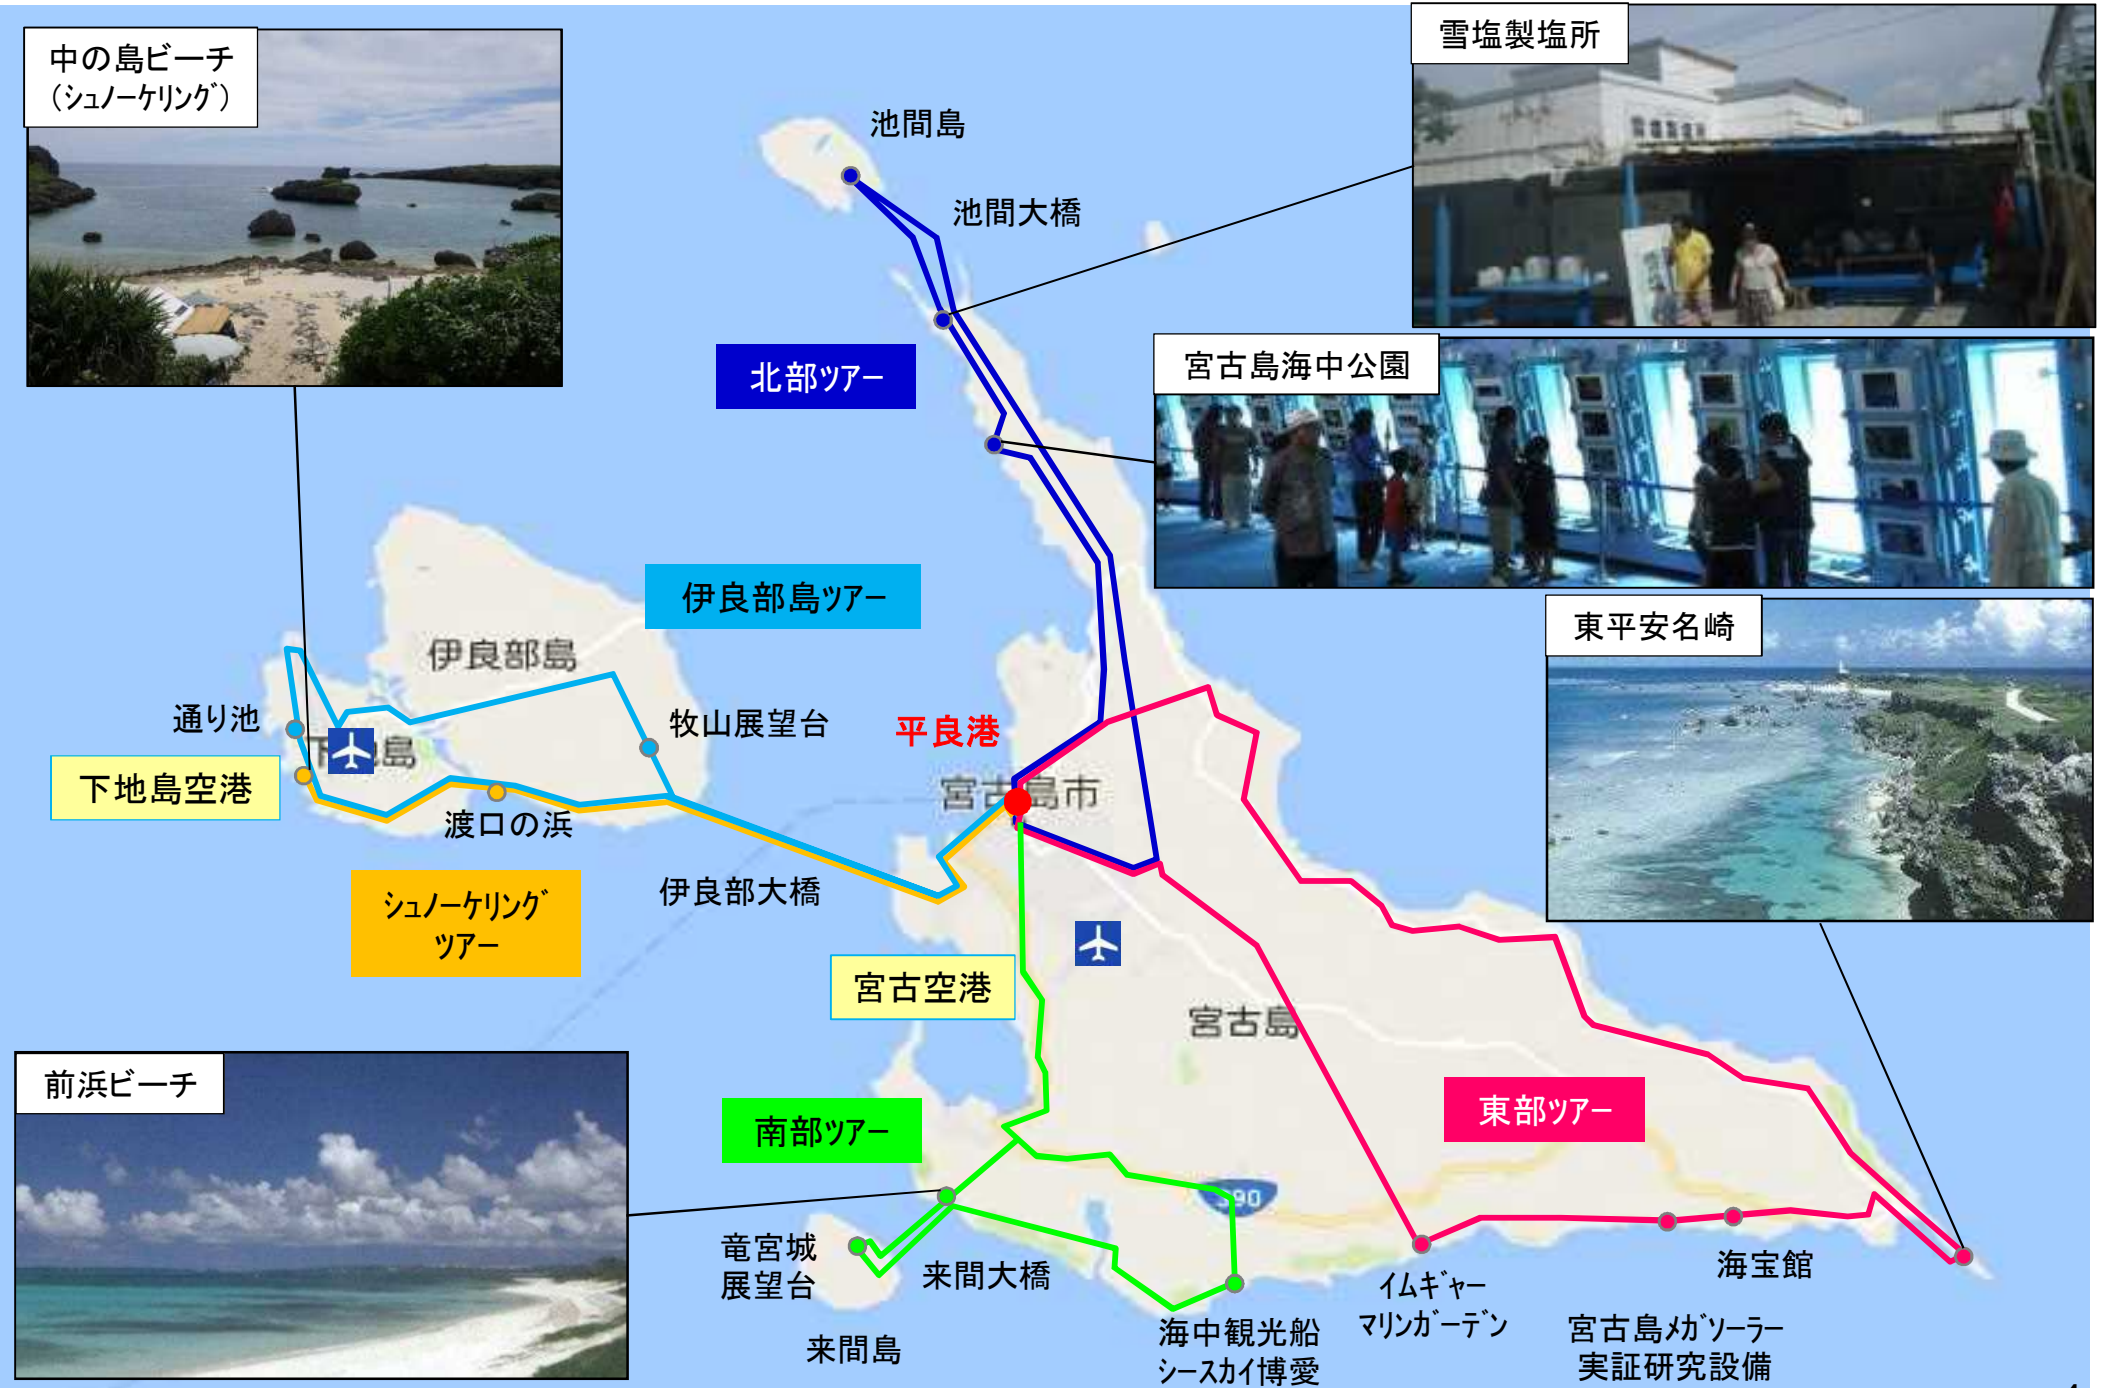 中の島ビーチ
（シュノーケリング）
雪塩製塩所
池間島
池間大橋
北部ツアー
宮古島海中公園
伊良部島ツアー
伊良部島
東平安名崎
通り池
牧山展望台
平良港
下地島
下地島空港
宮古島市
渡口の浜
伊良部大橋
シュノーケリング
ツアー
宮古空港
宮古島
前浜ビーチ
南部ツアー
東部ツアー
390
竜宮城
展望台
来間大橋
海宝館
イムギャー
マリンガーデン
来間島
海中観光船
シースカイ博愛
宮古島メガソーラー
実証研究設備